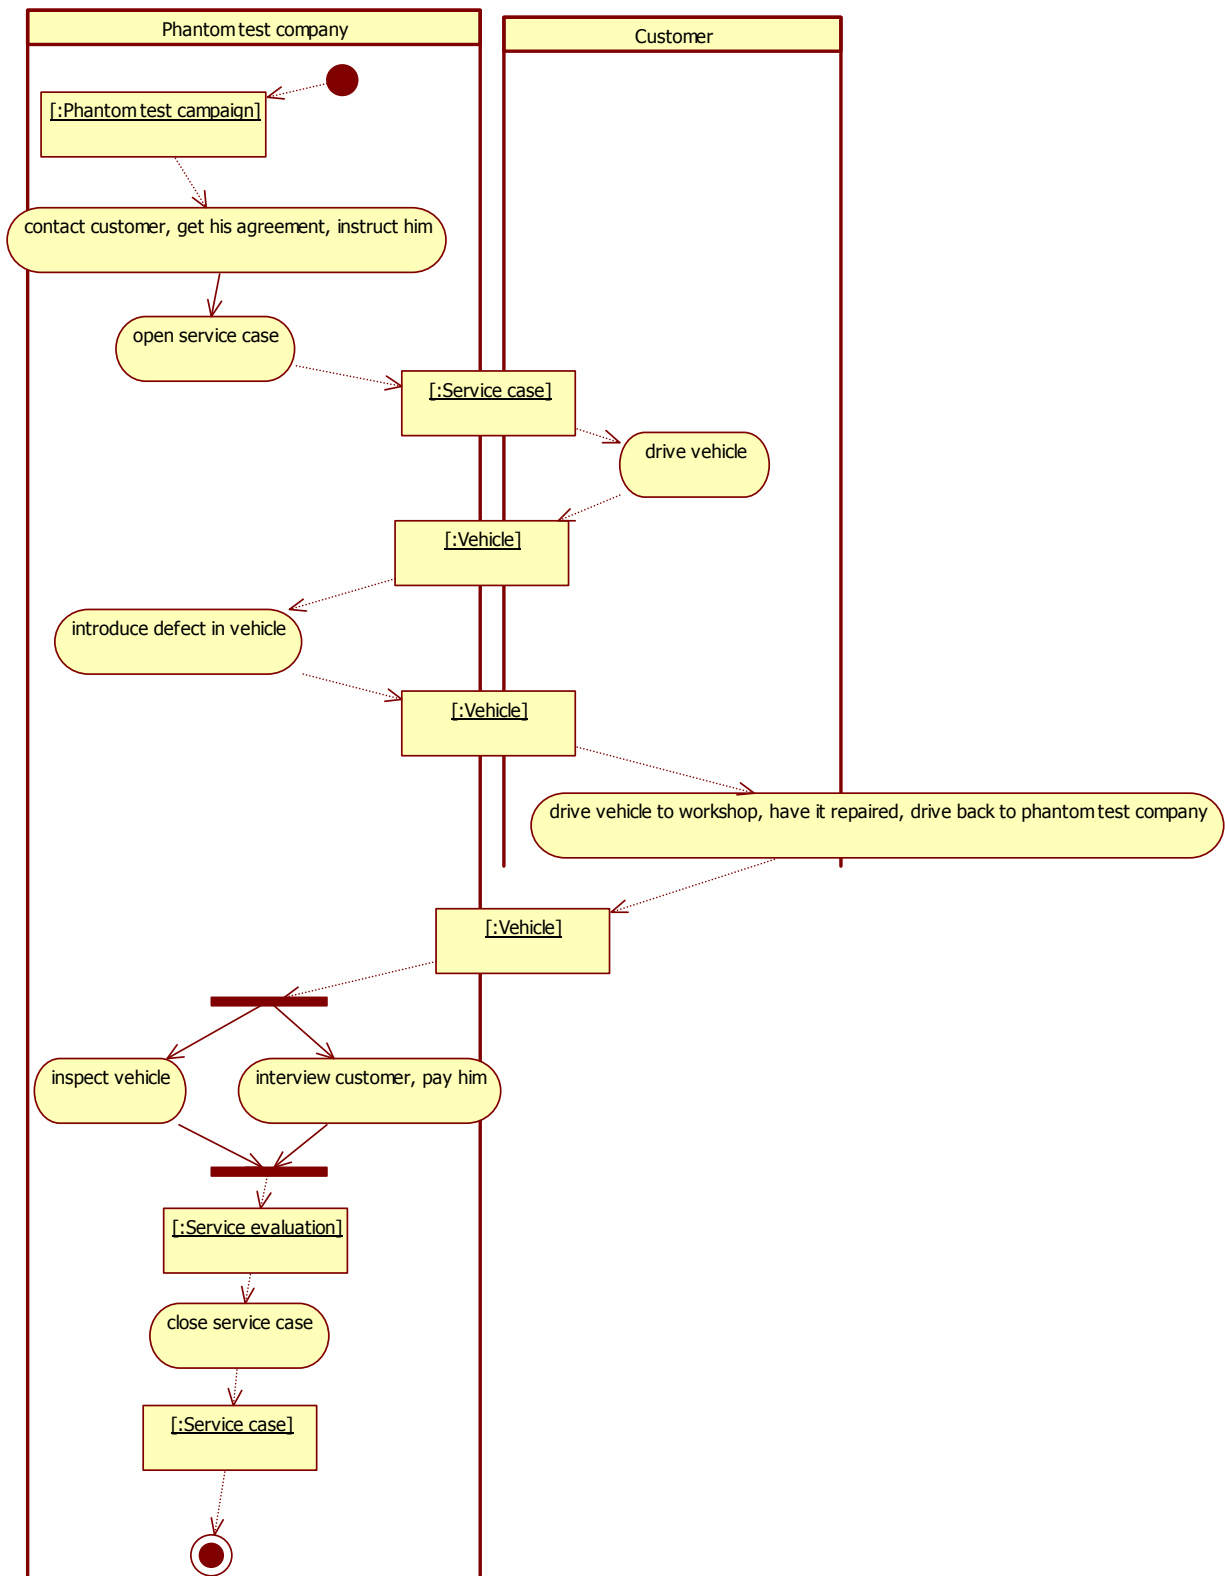 Phantom test company
Customer
[:Phantom test campaign]
contact customer, get his agreement, instruct him
open service case
[:Service case]
drive vehicle
[:Vehicle]
introduce defect in vehicle
[:Vehicle]
drive vehicle to workshop, have it repaired, drive back to phantom test company
[:Vehicle]
inspect vehicle
interview customer, pay him
[:Service evaluation]
close service case
[:Service case]